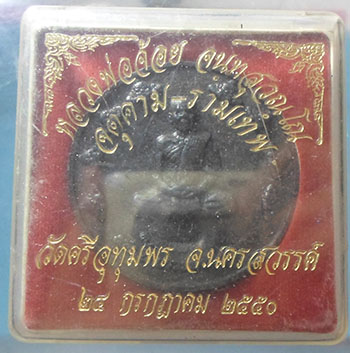 หลวงพ่ออ๋อย จนฺทสุวณฺโณ
จตุคาม-รามเทพ
วัดศรีอุทุมพร จ.นครสวรรค์
๒๔ กรกฎาคม ๒๕๕๐